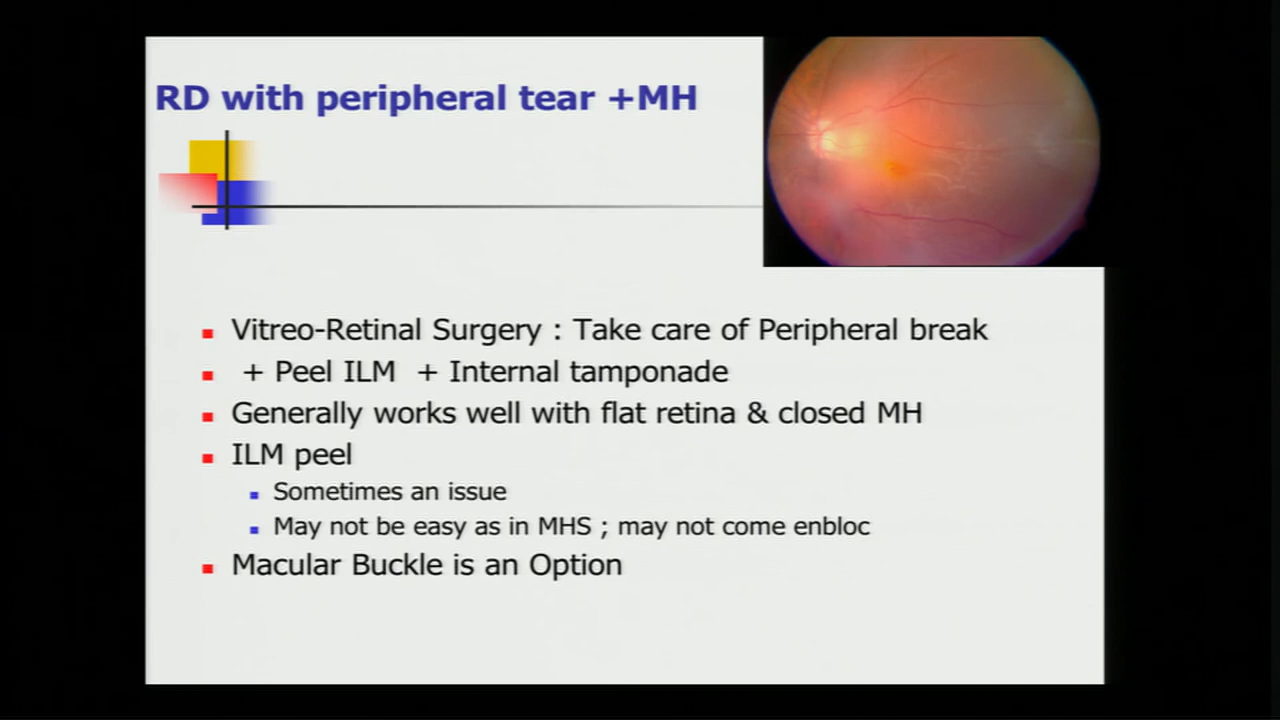 RD with peripheral tear +MH
Vitreo-Retinal Surgery : Take care of Peripheral break
+ Peel ILM + Internal tamponade
Generally works well with flat retina & closed MH
ILM peel
Sometimes an issue
May not be easy as in MHS ; may not come enbloc
Macular Buckle is an Option